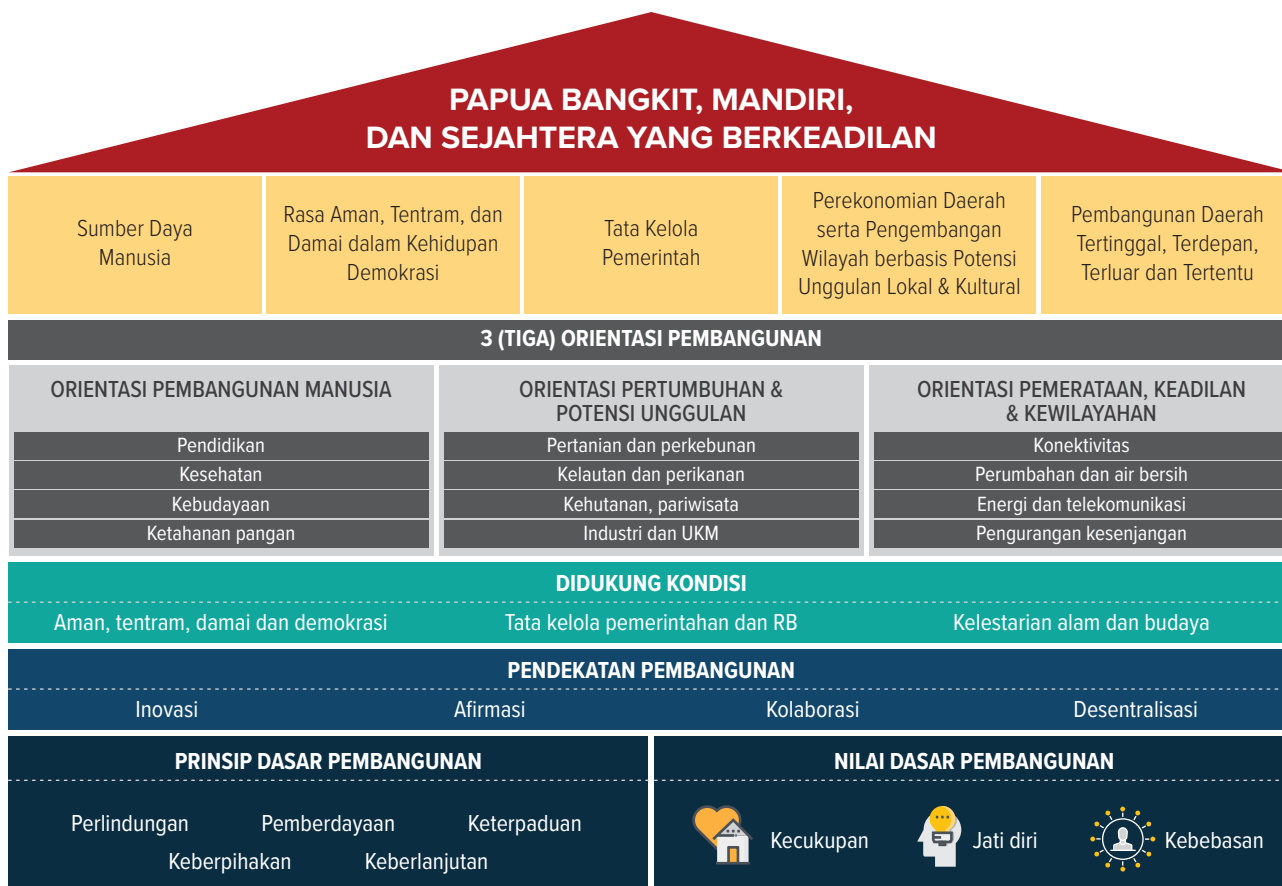 PAPUA BANGKIT, MANDIRI,
DAN SEJAHTERA YANG BERKEADILAN
Sumber Daya
Manusia
Rasa Aman, Tentram, dan
Damai dalam Kehidupan
Demokrasi
Tata Kelola
Pemerintah
Perekonomian Daerah
serta Pengembangan
Wilayah berbasis Potensi
Unggulan Lokal & Kultural
Pembangunan Daerah
Tertinggal, Terdepan,
Terluar dan Tertentu
3 (TIGA) ORIENTASI PEMBANGUNAN
ORIENTASI PEMBANGUNAN MANUSIA
Pendidikan
Kesehatan
Kebudayaan
Ketahanan pangan
ORIENTASI PERTUMBUHAN &
POTENSI UNGGULAN
Pertanian dan perkebunan
Kelautan dan perikanan
Kehutanan, pariwisata
Industri dan UKM
ORIENTASI PEMERATAAN, KEADILAN
& KEWILAYAHAN
Konektivitas
Perumbahan dan air bersih
Energi dan telekomunikasi
Pengurangan kesenjangan
DIDUKUNG KONDISI
Aman, tentram, damai dan demokrasi
Tata kelola pemerintahan dan RB
Kelestarian alam dan budaya
PENDEKATAN PEMBANGUNAN
Inovasi
Afirmasi
Kolaborasi
Desentralisasi
PRINSIP DASAR PEMBANGUNAN
Perlindungan
Pemberdayaan
Keterpaduan
Keberpihakan
Keberlanjutan
NILAI DASAR PEMBANGUNAN
Kecukupan
Jati diri
Kebebasan